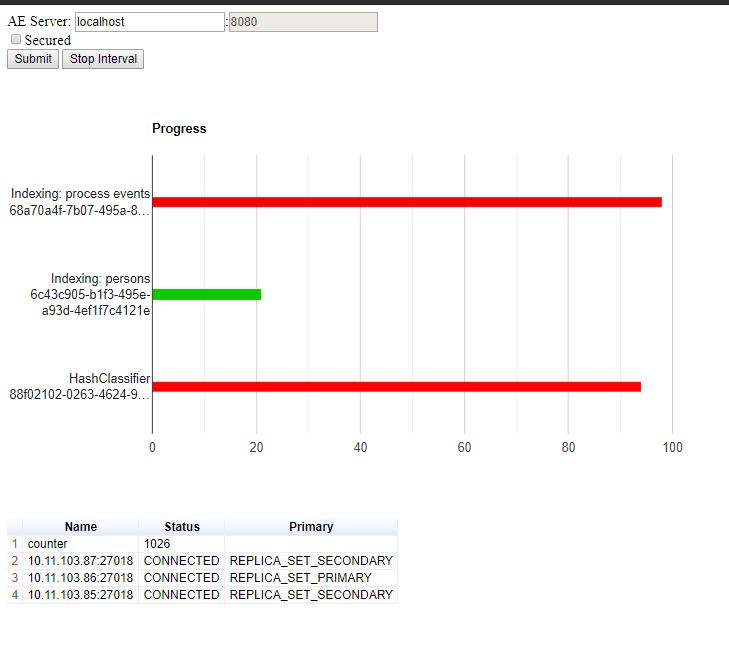 AE Server: localhost:8080
Secured
Submit Stop Interval
Progress
Indexing: process events
68a70a4f-7b07-495a-8…
Indexing: persons
6c43c905-b1f3-495e-
a93d-4ef1f7c4121e
HashClassifier
88f02102-0263-4624-9…
0 20 40 60 80 100
Name Status Primary
1 counter 1026
2 10.11.103.87:27018 CONNECTED REPLICA_SET_SECONDARY
3 10.11.103.86:27018 CONNECTED REPLICA_SET_PRIMARY
4 10.11.103.85:27018 CONNECTED REPLICA_SET_SECONDARY